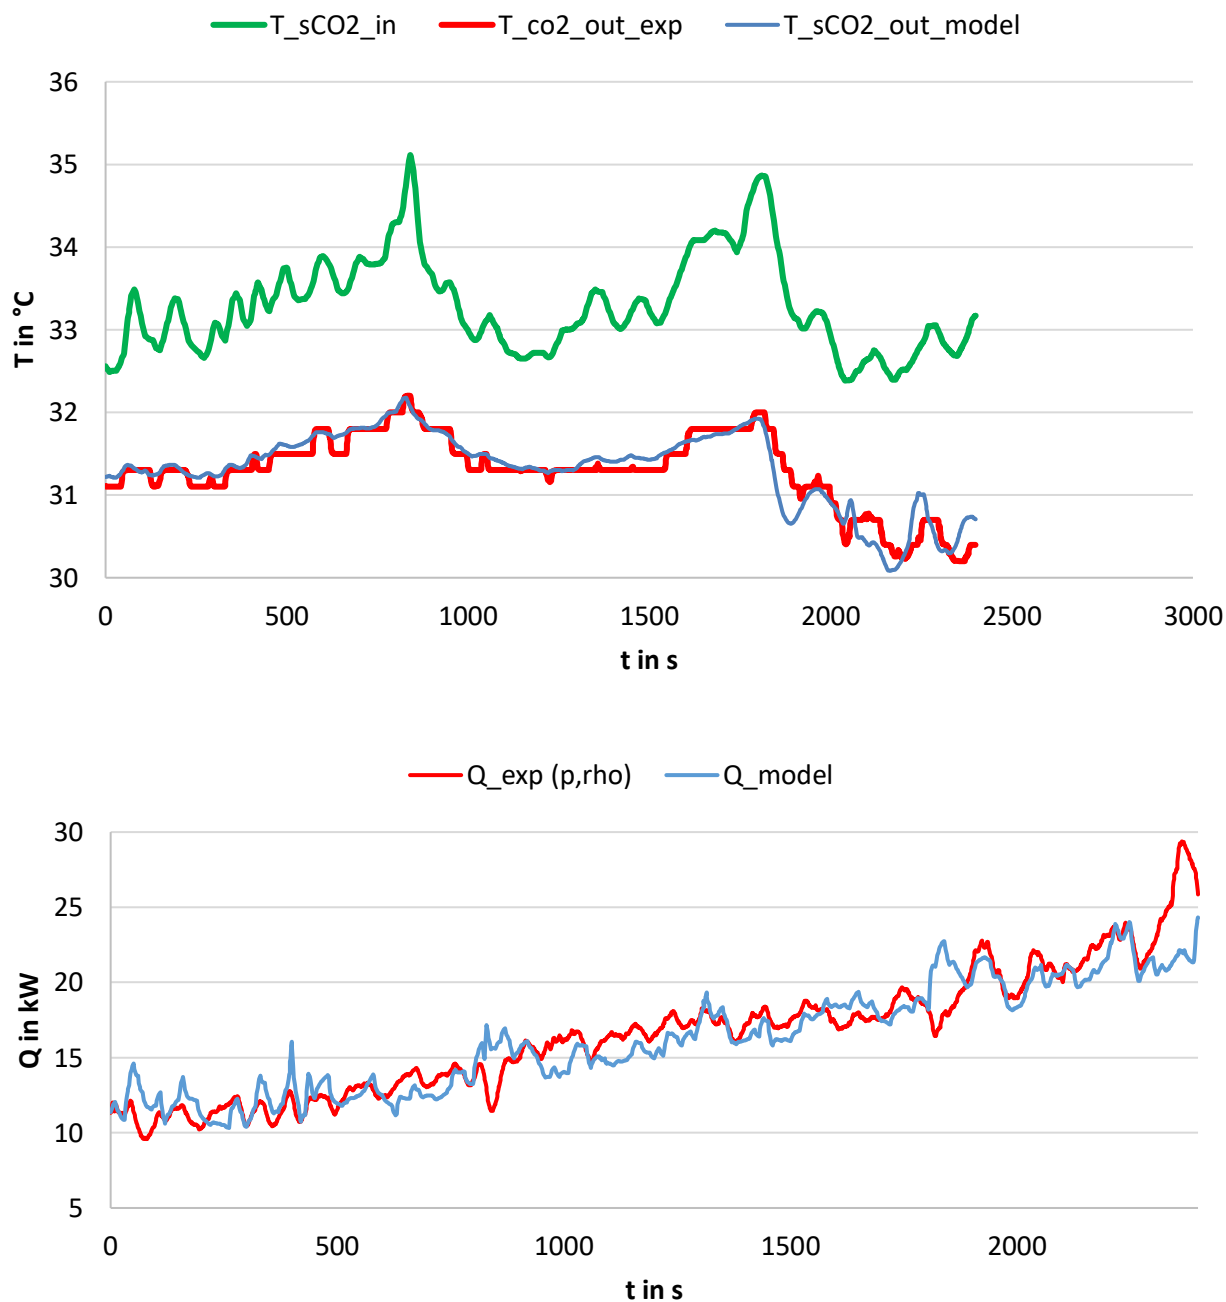 T_sCO2_in T_co2_out_exp T_sCO2_out_model
36
35
34
33
32
31
30
T in °C
0 500 1000 1500 2000 2500 3000
t in s
Q_exp (p,rho) Q_model
30
25
20
15
10
5
Q in kW
0 500 1000 1500 2000
t in s